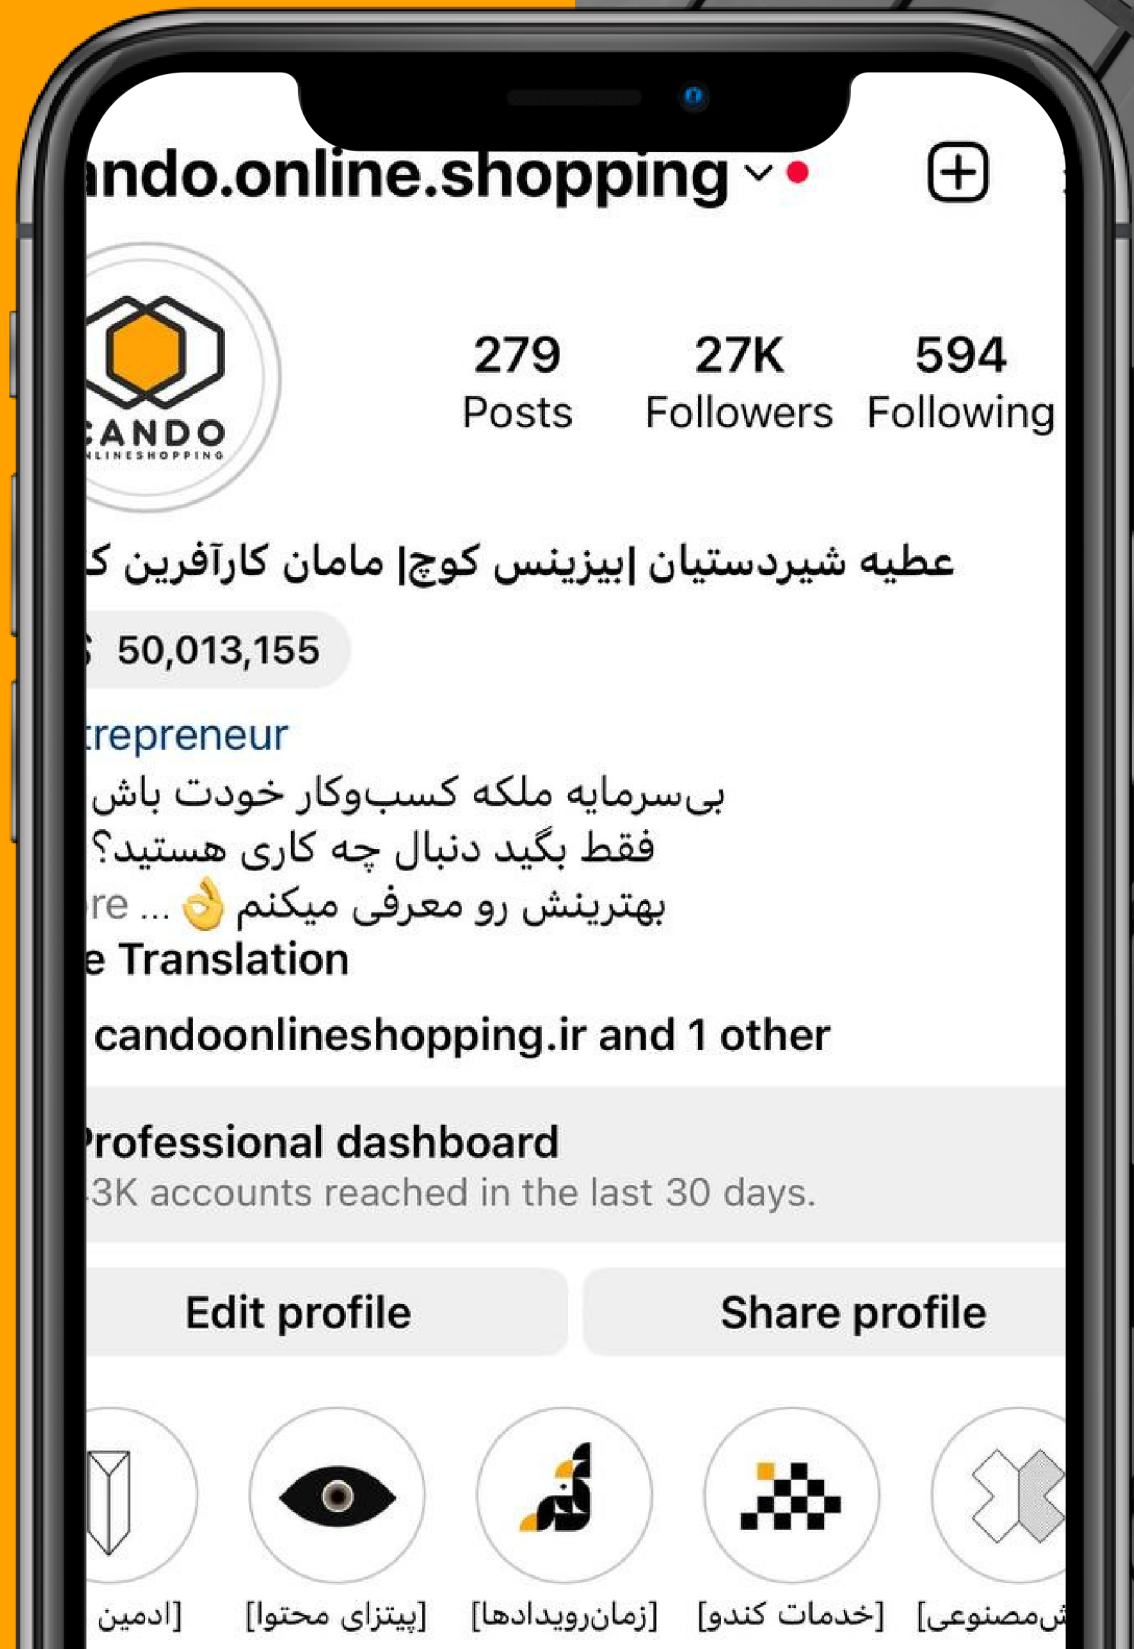 ando.online.shopping
CANDO
NLINESHOPPING
279 27K 594
Posts Followers Following
عطیه شیردستیان |بیزینس کوچ| مامان کارآفرین ک
50,013,155
trepreneur
بی‌سرمایه ملکه کسب‌وکار خودت باش
فقط بگید دنبال چه کاری هستید؟
بهترینش رو معرفی میکنم👌 ... re
e Translation
candoonlineshopping.ir and 1 other
Professional dashboard
3K accounts reached in the last 30 days.
Edit profile Share profile
[ادمین [پیتزای محتوا] [زمان‌رویدادها] [خدمات کندو] ش‌مصنوعی]